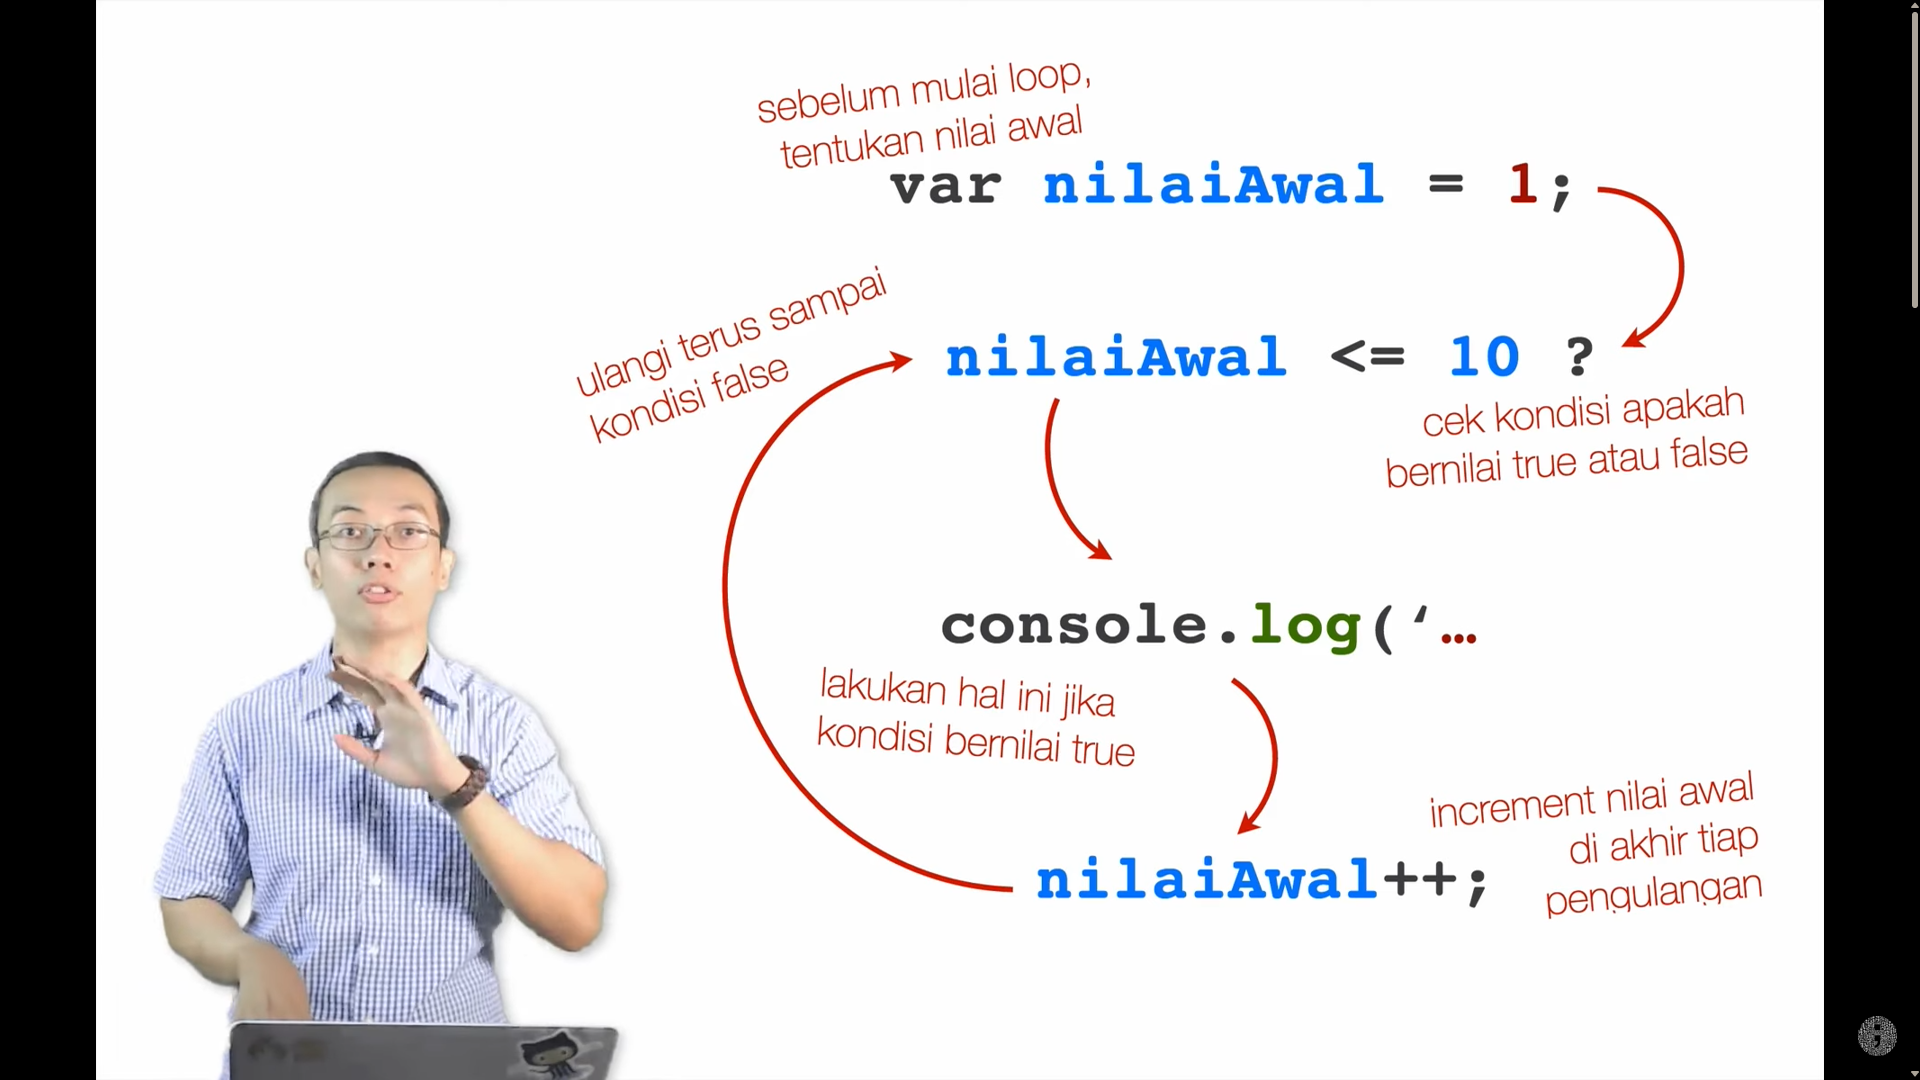 sebelum mulai loop,
tentukan nilai awal
var nilaiAwal = 1;
ulangi terus sampai
kondisi false
nilaiAwal <= 10 ?
cek kondisi apakah
bernilai true atau false
console.log(‘…
lakukan hal ini jika
kondisi bernilai true
increment nilai awal
di akhir tiap
pengulangan
nilaiAwal++;